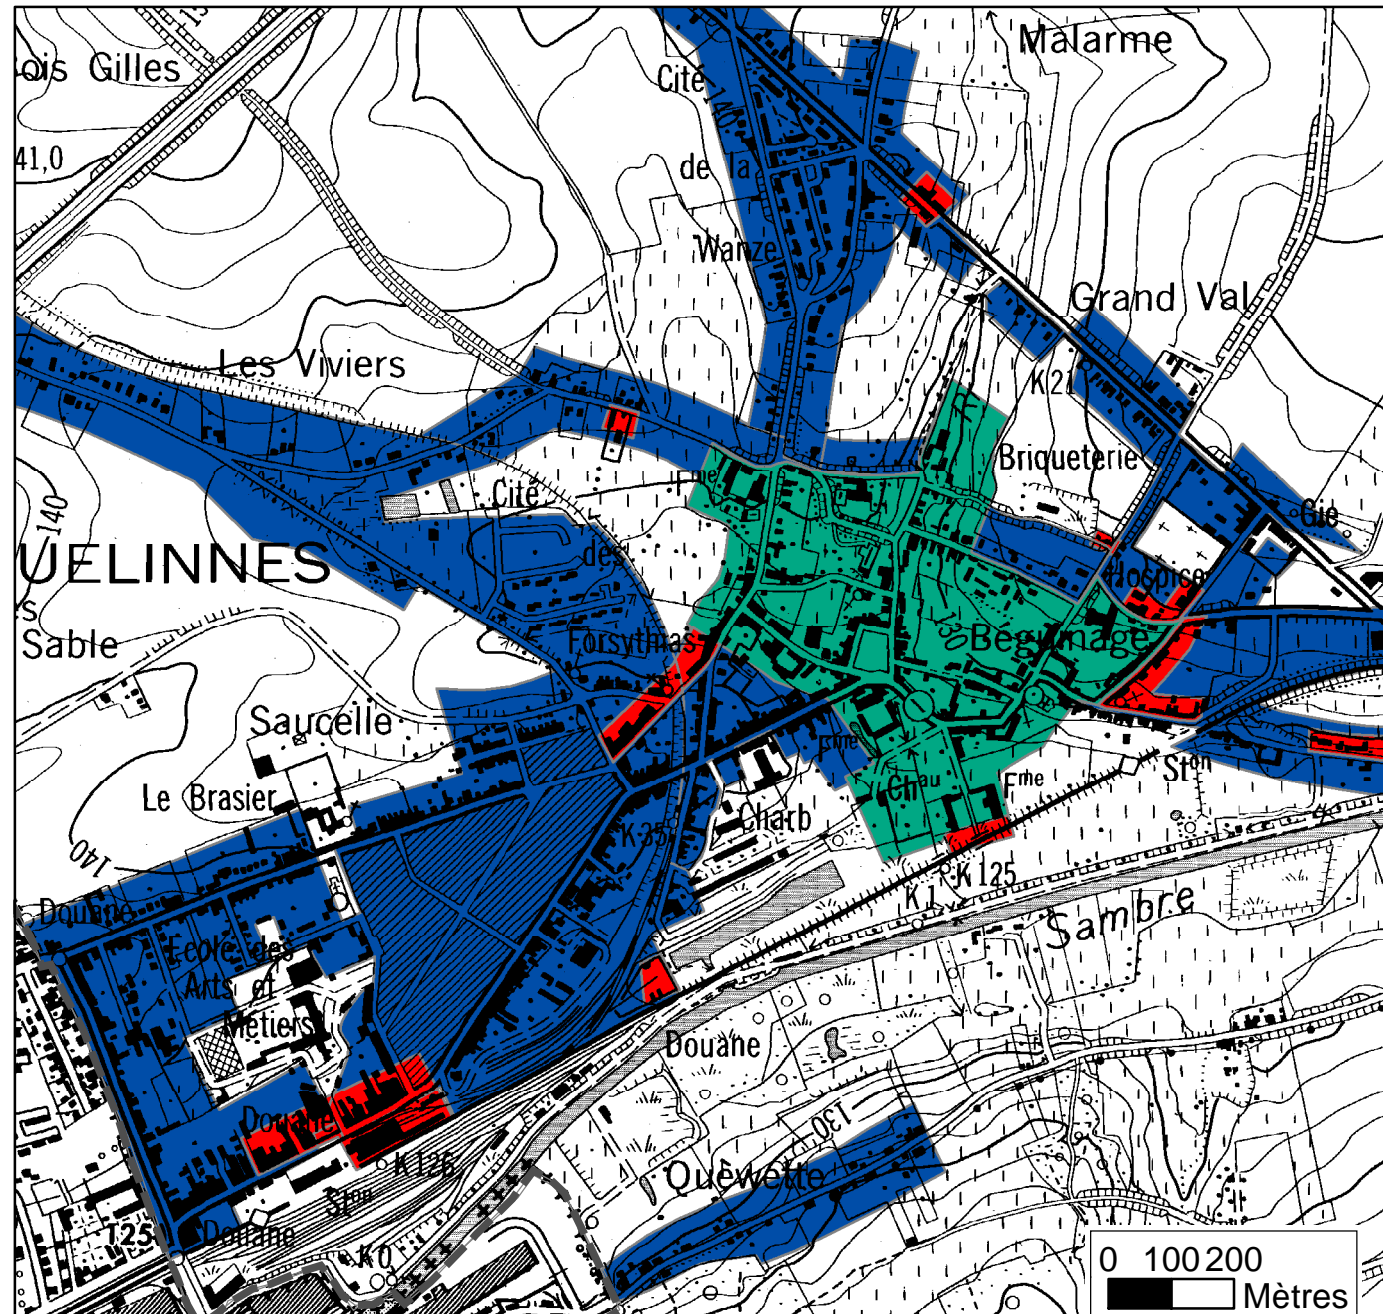 Malarme
ois Gilles
Cité
140
41,0
de la
Wanze
Grand Val
Les Viviers
K21
Briqueterie
Fme
Cité
140
Gie
UELINNES
des
Hospice
S
Sable
Forsythias
Béguinage
Saucelle
Fme
Ston
Le Brasier
Chau
Fme
Charb
K35
140
K125
K1
Sambre
Douane
Ecole des
Arts et
Métiers
Douane
130
Douane
Quewette
K126
Ston
125
Douane
K0
0 100 200
Mètres